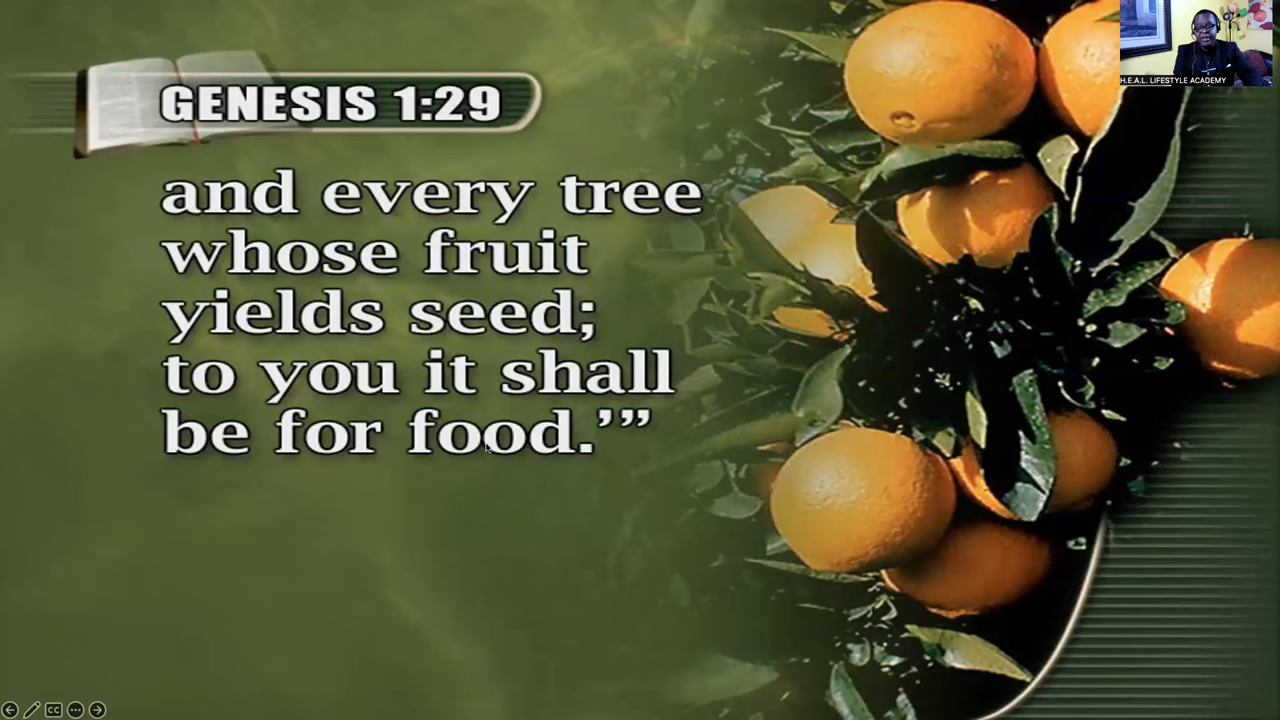 GENESIS 1:29
and every tree
whose fruit
yields seed;
to you it shall
be for food.’”
H.E.A.L. LIFESTYLE ACADEMY
CC